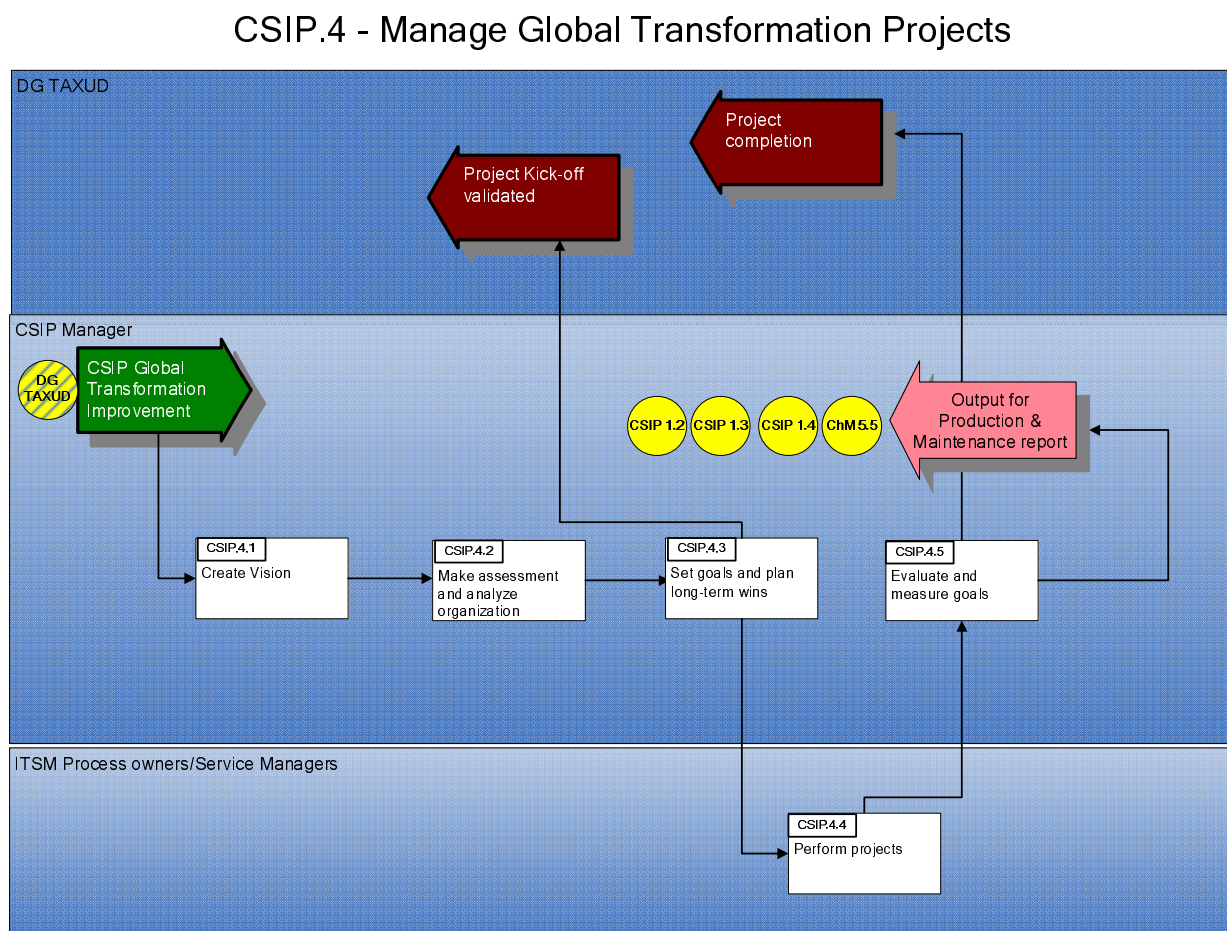 CSIP.4 - Manage Global Transformation Projects
DG TAXUD
Project
completion
Project Kick-off
validated
CSIP Manager
DG
TAXUD
CSIP Global
Transformation
Improvement
CSIP 1.2
CSIP 1.3
CSIP 1.4
ChM 5.5
Output for
Production &
Maintenance report
CSIP.4.1
Create Vision
CSIP.4.2
Make assessment
and analyze
organization
CSIP.4.3
Set goals and plan
long-term wins
CSIP.4.5
Evaluate and
measure goals
ITSM Process owners/Service Managers
CSIP.4.4
Perform projects